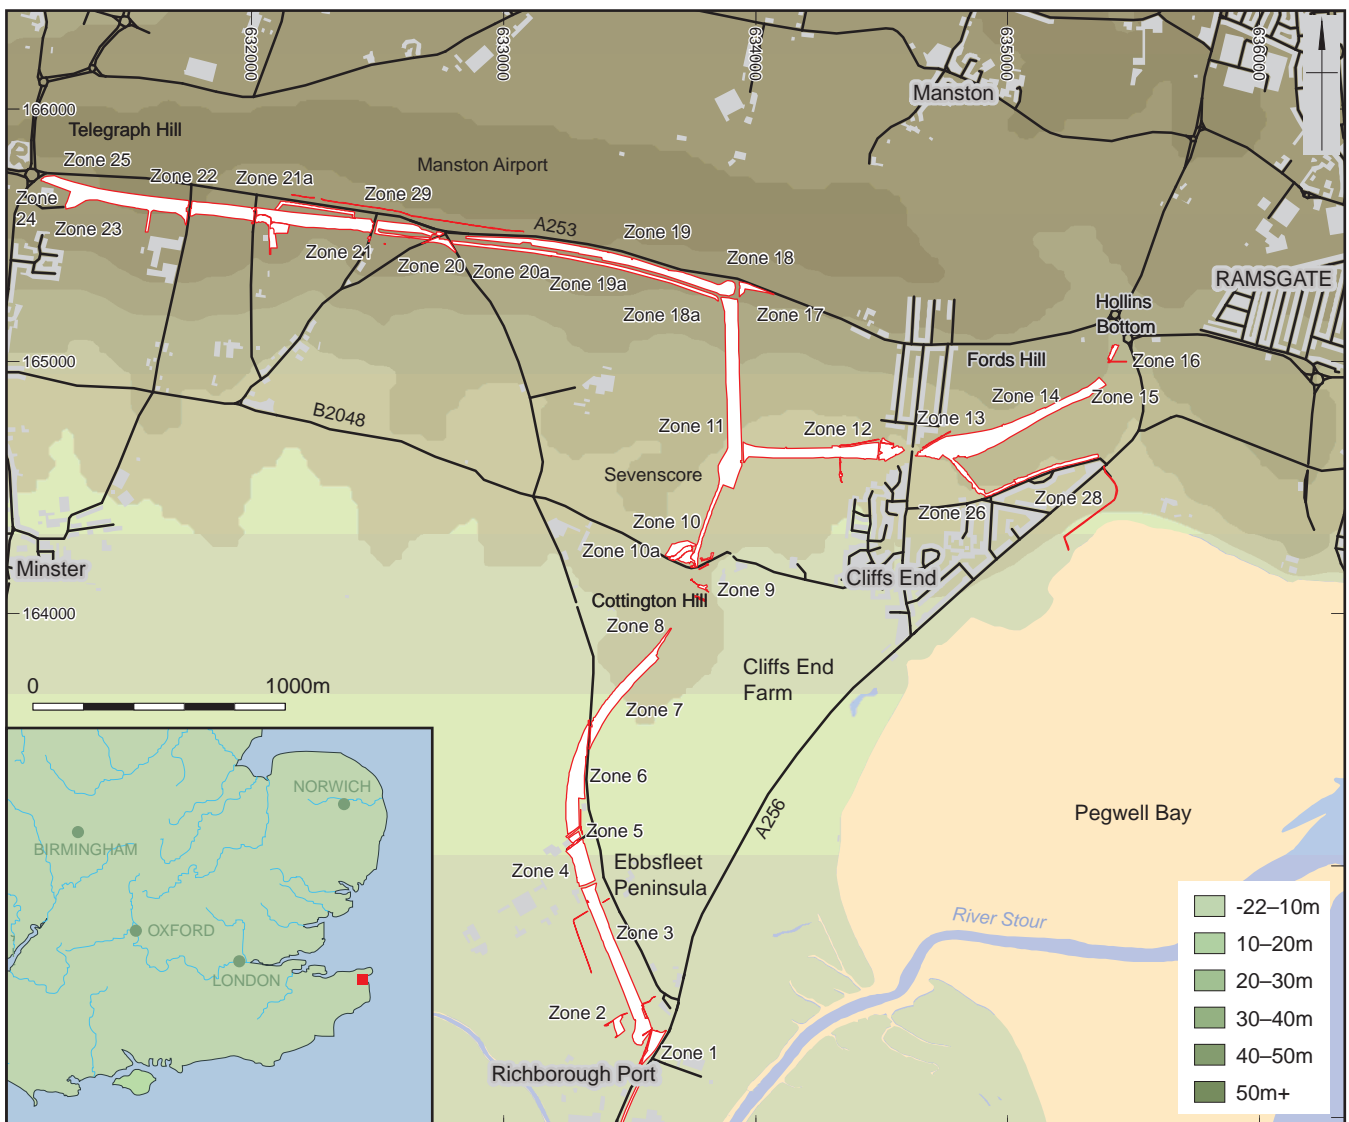 632000
633000
634000
635000
636000
Manston
166000
Telegraph Hill
Zone 25
Manston Airport
Zone 22
Zone 21a
Zone 29
Zone
24
Zone 23
A253
Zone 19
Zone 21
Zone 20
Zone 20a
Zone 19a
Zone 18
RAMSGATE
Zone 18a
Zone 17
Hollins
Bottom
165000
Fords Hill
Zone 16
Zone 14
Zone 15
B2048
Zone 11
Zone 12
Zone 13
Sevenscore
Zone 28
Zone 26
Zone 10
Zone 10a
Minster
Cliffs End
Zone 9
Cottington Hill
164000
Zone 8
Cliffs End
Farm
0
1000m
Zone 7
Zone 6
A256
Pegwell Bay
Zone 5
Ebbsfleet
Peninsula
Zone 4
Zone 3
River Stour
Zone 2
Zone 1
Richborough Port
NORWICH
BIRMINGHAM
OXFORD
LONDON
-22–10m
10–20m
20–30m
30–40m
40–50m
50m+